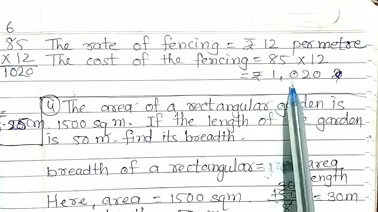 6
85 The rate of fencing = ₹ 12 per metre
×12 The cost of the fencing = 85 × 12
1020 = ₹ 1,020
4) The area of a rectangular garden is
1500 sq m. If the length of garden
is 50 m. find its breadth.
breadth of a rectangular = area
length
Here, area = 1500 sqm = 30m